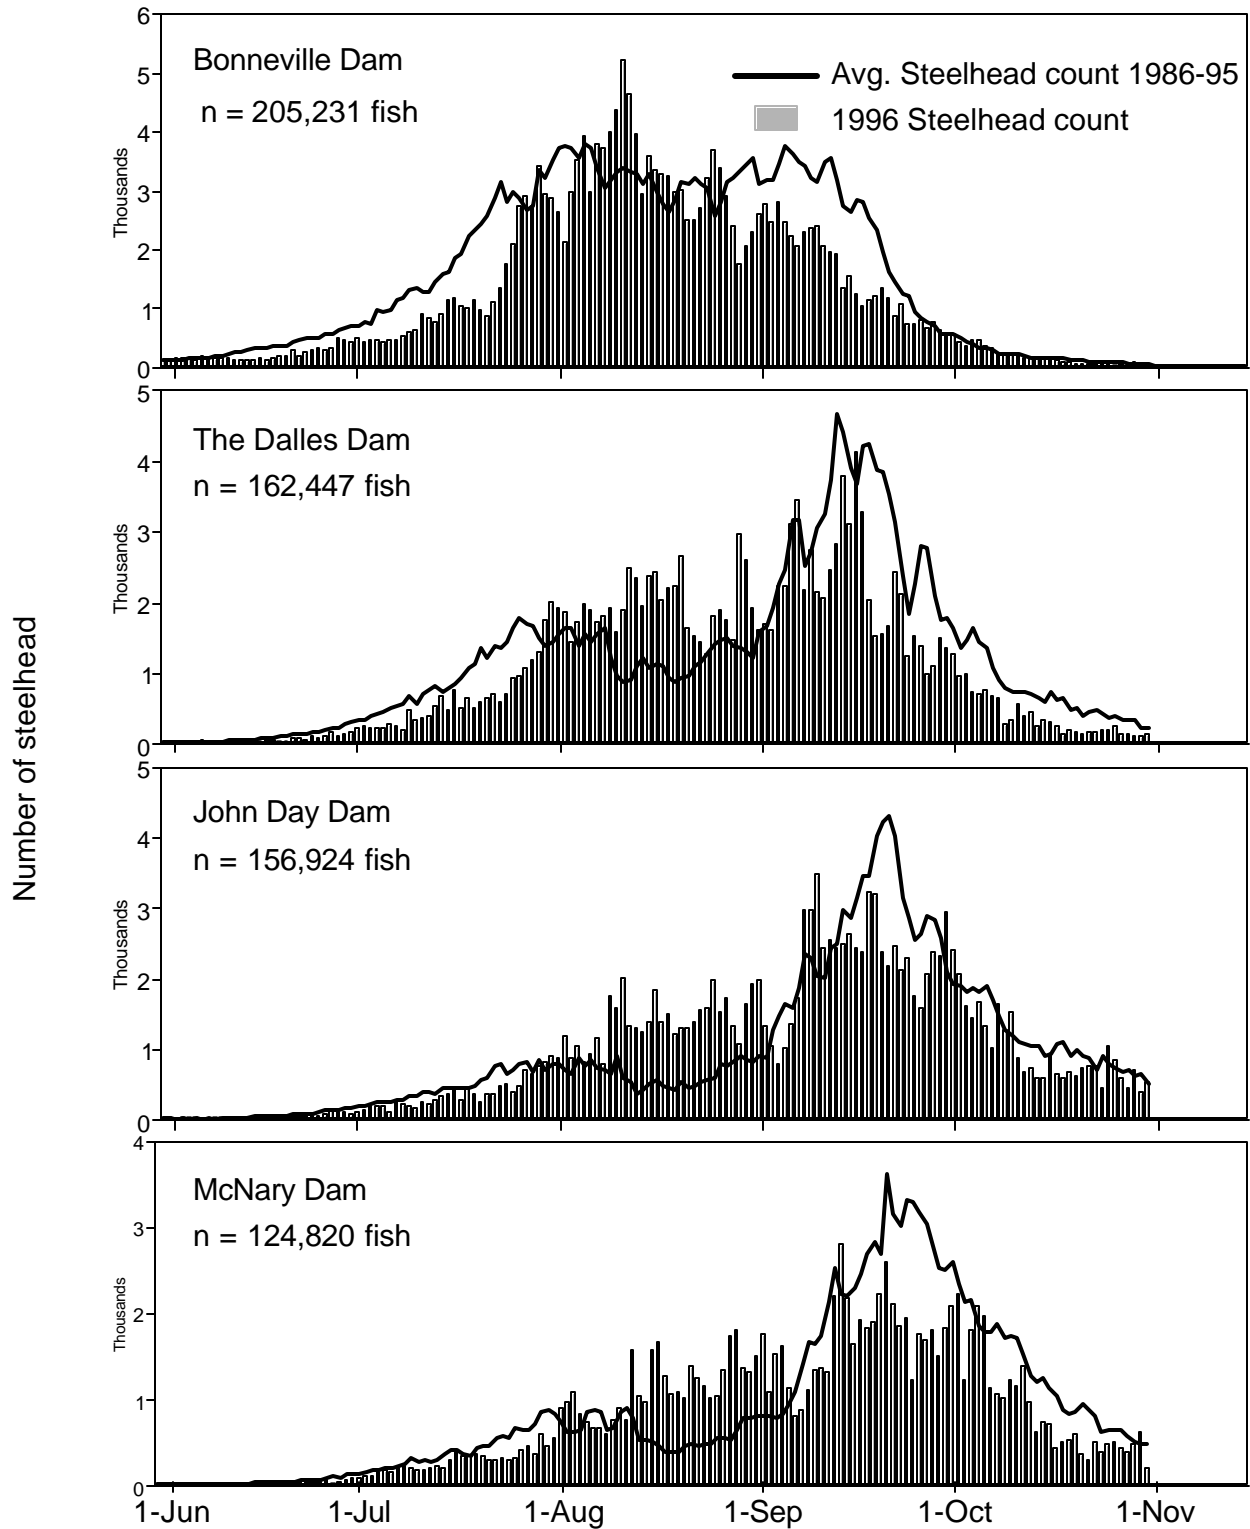 Number of steelhead
6
5
4
3
2
1
0
Thousands
Bonneville Dam
n = 205,231 fish
Avg. Steelhead count 1986-95
1996 Steelhead count
5
4
3
2
1
0
Thousands
The Dalles Dam
n = 162,447 fish
5
4
3
2
1
0
Thousands
John Day Dam
n = 156,924 fish
4
3
2
1
0
Thousands
McNary Dam
n = 124,820 fish
1-Jun 1-Jul 1-Aug 1-Sep 1-Oct 1-Nov